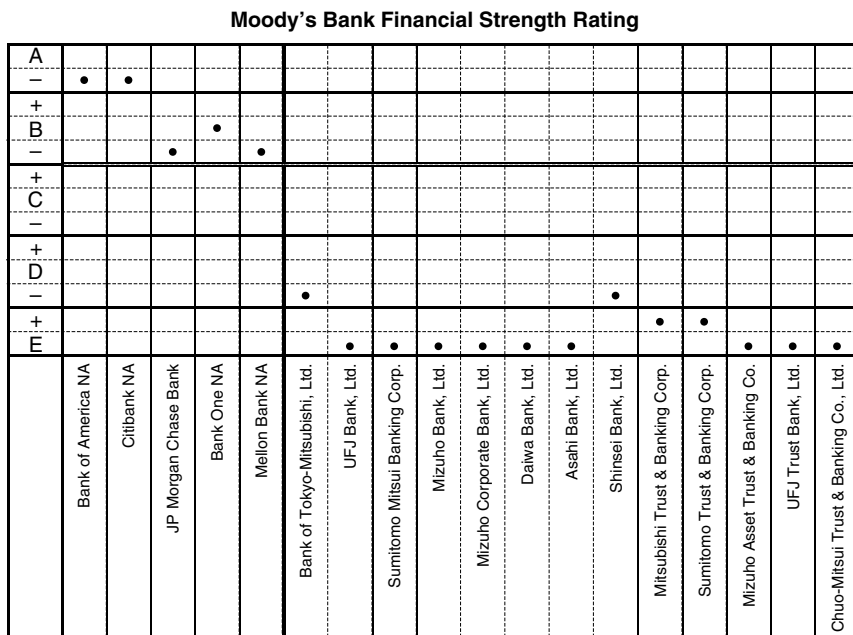 Moody's Bank Financial Strength Rating
A
–
+
B
–
+
C
–
+
D
–
+
E
Bank of America NA
Citibank NA
JP Morgan Chase Bank
Bank One NA
Mellon Bank NA
Bank of Tokyo-Mitsubishi, Ltd.
UFJ Bank, Ltd.
Sumitomo Mitsui Banking Corp.
Mizuho Bank, Ltd.
Mizuho Corporate Bank, Ltd.
Daiwa Bank, Ltd.
Asahi Bank, Ltd.
Shinsei Bank, Ltd.
Mitsubishi Trust & Banking Corp.
Sumitomo Trust & Banking Corp.
Mizuho Asset Trust & Banking Co.
UFJ Trust Bank, Ltd.
Chuo-Mitsui Trust & Banking Co., Ltd.